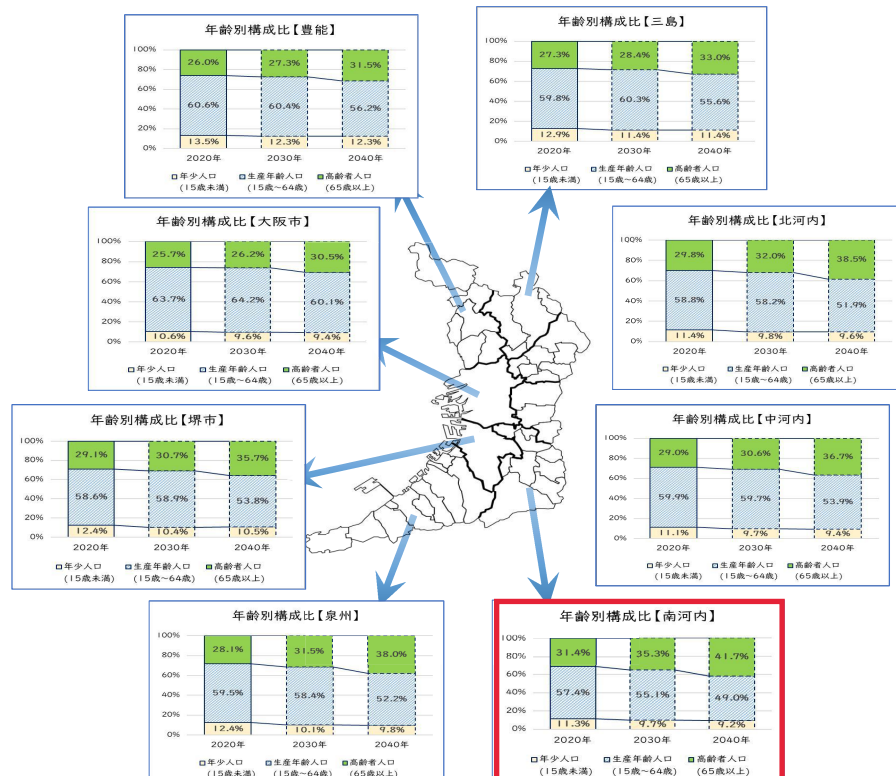 年齢別構成比【豊能】
100%
80%
60%
40%
20%
0%
26.0% 27.3% 31.5%
60.6% 60.4% 56.2%
13.5% 12.3% 12.3%
2020年 2030年 2040年
年少人口 生産年齢人口 高齢者人口
(15歳未満) (15歳～64歳) (65歳以上)
年齢別構成比【三島】
100%
80%
60%
40%
20%
0%
27.3% 28.4% 33.0%
59.8% 60.3% 55.6%
12.9% 11.4% 11.4%
2020年 2030年 2040年
年少人口 生産年齢人口 高齢者人口
(15歳未満) (15歳～64歳) (65歳以上)
年齢別構成比【大阪市】
100%
80%
60%
40%
20%
0%
25.7% 26.2% 30.5%
63.7% 64.2% 60.1%
10.6% 9.6% 9.4%
2020年 2030年 2040年
年少人口 生産年齢人口 高齢者人口
(15歳未満) (15歳～64歳) (65歳以上)
年齢別構成比【北河内】
100%
80%
60%
40%
20%
0%
29.8% 32.0% 38.5%
58.8% 58.2% 51.9%
11.4% 9.8% 9.6%
2020年 2030年 2040年
年少人口 生産年齢人口 高齢者人口
(15歳未満) (15歳～64歳) (65歳以上)
年齢別構成比【堺市】
100%
80%
60%
40%
20%
0%
29.1% 30.7% 35.7%
58.6% 58.9% 53.8%
12.4% 10.4% 10.5%
2020年 2030年 2040年
年少人口 生産年齢人口 高齢者人口
(15歳未満) (15歳～64歳) (65歳以上)
年齢別構成比【中河内】
100%
80%
60%
40%
20%
0%
29.0% 30.6% 36.7%
59.9% 59.7% 53.9%
11.1% 9.7% 9.4%
2020年 2030年 2040年
年少人口 生産年齢人口 高齢者人口
(15歳未満) (15歳～64歳) (65歳以上)
年齢別構成比【泉州】
100%
80%
60%
40%
20%
0%
28.1% 31.5% 38.0%
59.5% 58.4% 52.2%
12.4% 10.1% 9.8%
2020年 2030年 2040年
年少人口 生産年齢人口 高齢者人口
(15歳未満) (15歳～64歳) (65歳以上)
年齢別構成比【南河内】
100%
80%
60%
40%
20%
0%
31.4% 35.3% 41.7%
57.4% 55.1% 49.0%
11.3% 9.7% 9.2%
2020年 2030年 2040年
年少人口 生産年齢人口 高齢者人口
(15歳未満) (15歳～64歳) (65歳以上)